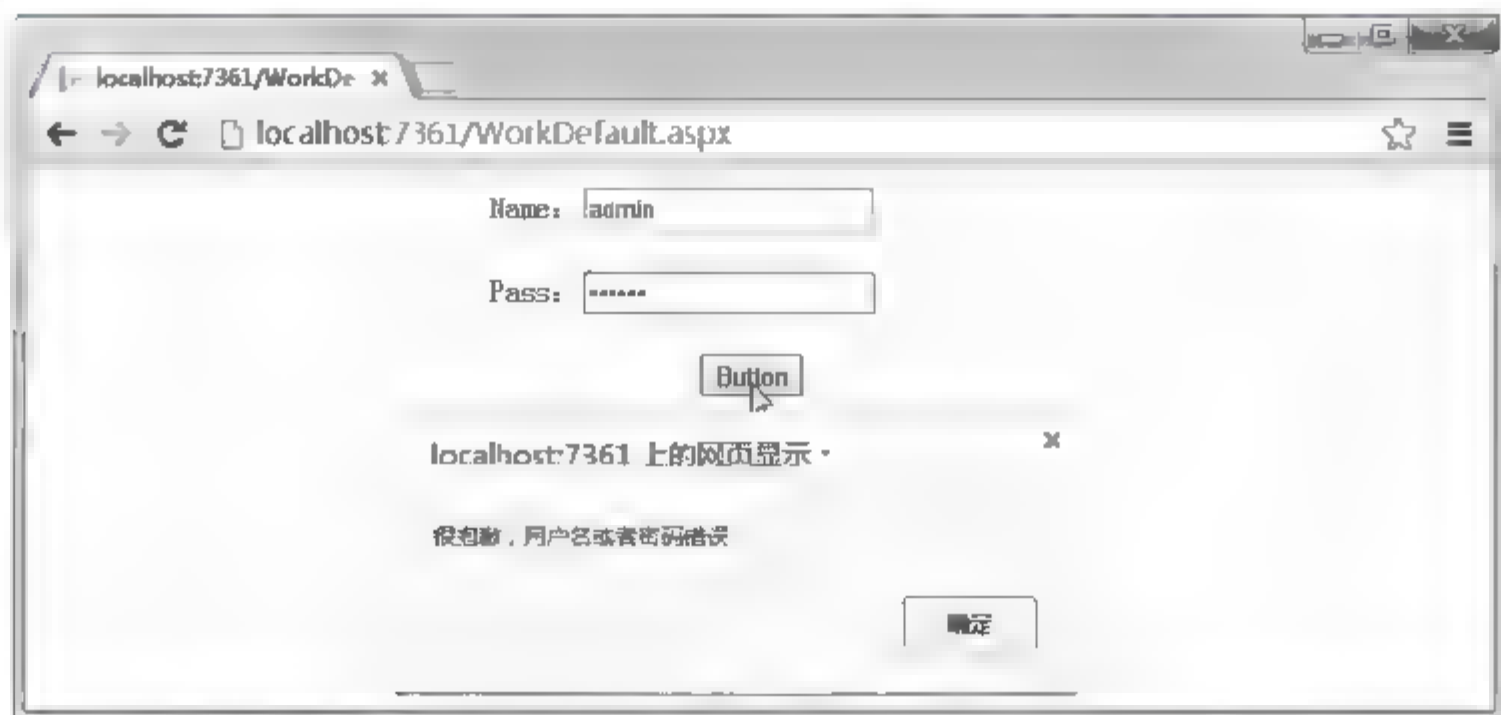 localhost:7361/WorkDe
localhost:7361/WorkDefault.aspx
Name: admin
Pass: ••••••
Button
localhost:7361 上的网页显示:
很抱歉,用户名或者密码错误
确定